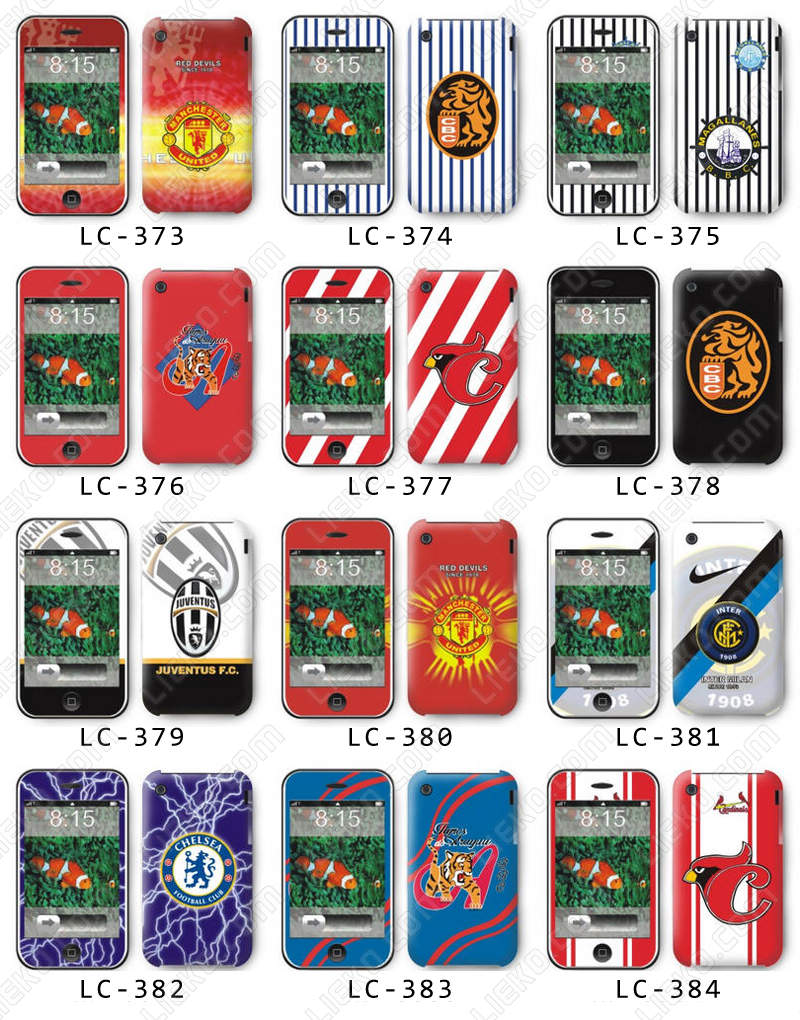 8:15
RED DEVILS
SINCE 1878
MANCHESTER
UNITED
LC-373
8:15
CBC
LC-374
8:15
MAGALLANES
B.B.C.
LC-375
8:15
LC-376
8:15
C
LC-377
8:15
CBC
LC-378
8:15
JUVENTUS
JUVENTUS F.C.
LC-379
8:15
RED DEVILS
SINCE 1878
MANCHESTER
UNITED
LC-380
8:15
INTER
1908
INTER MILAN
1908
1908
LC-381
8:15
CHELSEA
FOOTBALL CLUB
LC-382
8:15
LC-383
8:15
Cardinals
C
LC-384
LIEKO.com